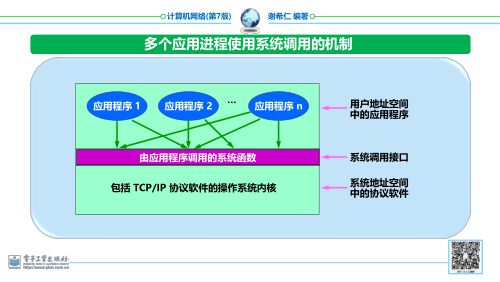 计算机网络(第7版)
谢希仁 编著
多个应用进程使用系统调用的机制
应用程序 1
应用程序 2
…
应用程序 n
用户地址空间
中的应用程序
由应用程序调用的系统函数
系统调用接口
包括 TCP/IP 协议软件的操作系统内核
系统地址空间
中的协议软件
電子工業出版社
http://www.phei.com.cn